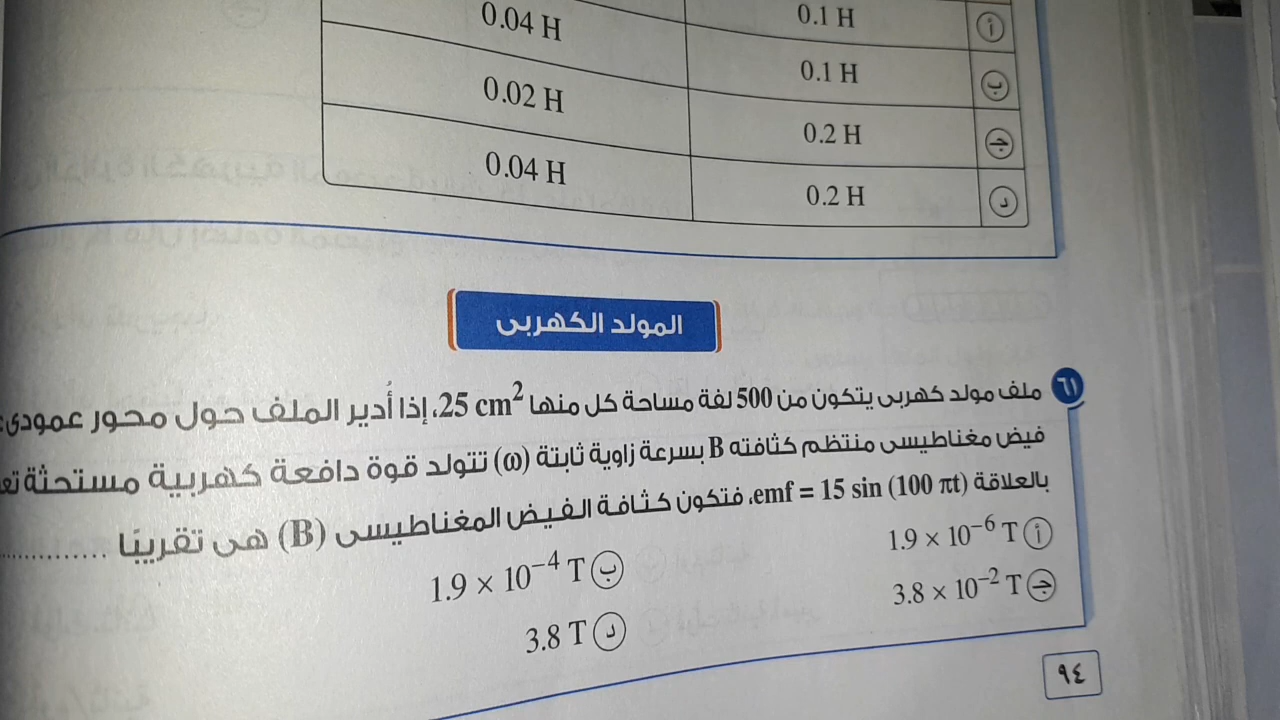 أ 0.1 H 0.04 H
ب 0.1 H 0.02 H
ج 0.2 H 0.04 H
د 0.2 H
المولد الكهربى
٦١ ملف مولد كهربى يتكون من 500 لفة مساحة كل منها 25 cm²، إذا أُدير الملف حول محور عمودى
فيض مغناطيسى منتظم كثافته B بسرعة زاوية ثابتة (ω) تتولد قوة دافعة كهربية مستحثة
بالعلاقة emf = 15 sin (100 πt)، فتكون كثافة الفيض المغناطيسى (B) هى تقريبًا ..............
أ 1.9 × 10⁻⁶ T
ب 1.9 × 10⁻⁴ T
ج 3.8 × 10⁻² T
د 3.8 T
٩٤